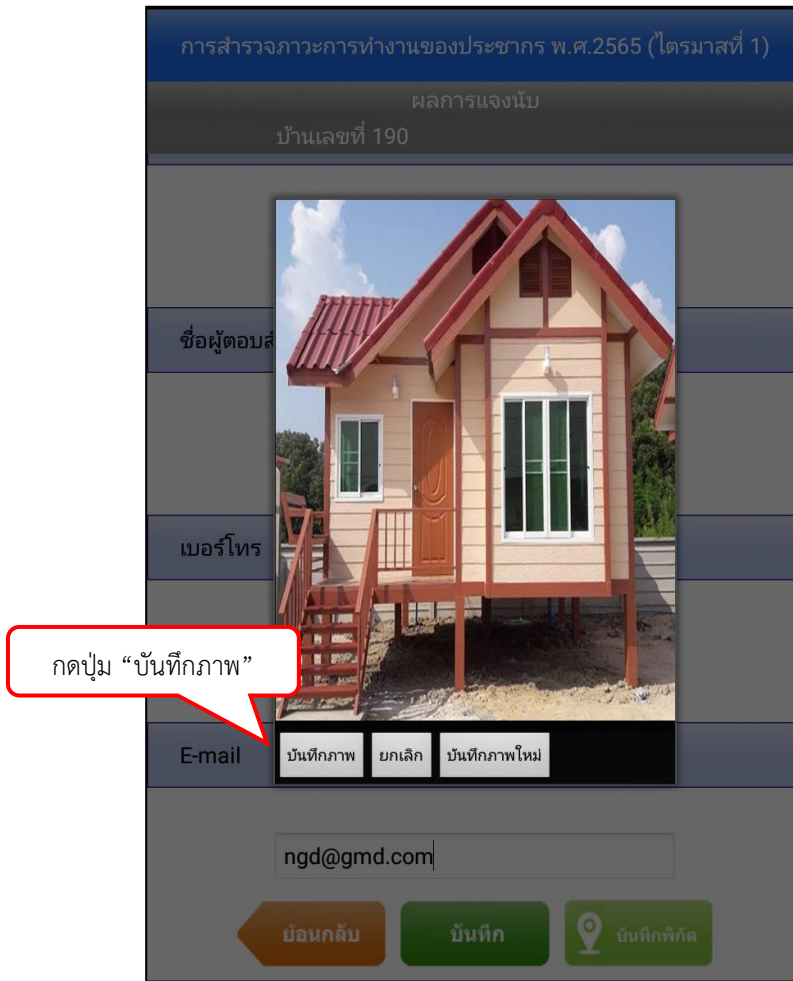 การสำรวจภาวะการทำงานของประชากร พ.ศ.2565 (ไตรมาสที่ 1)
ผลการแจงนับ
บ้านเลขที่ 190
ชื่อผู้ตอบสั
เบอร์โทร
กดปุ่ม “บันทึกภาพ”
E-mail
บันทึกภาพ ยกเลิก บันทึกภาพใหม่
ngd@gmd.com
ย้อนกลับ บันทึก บันทึกพิกัด